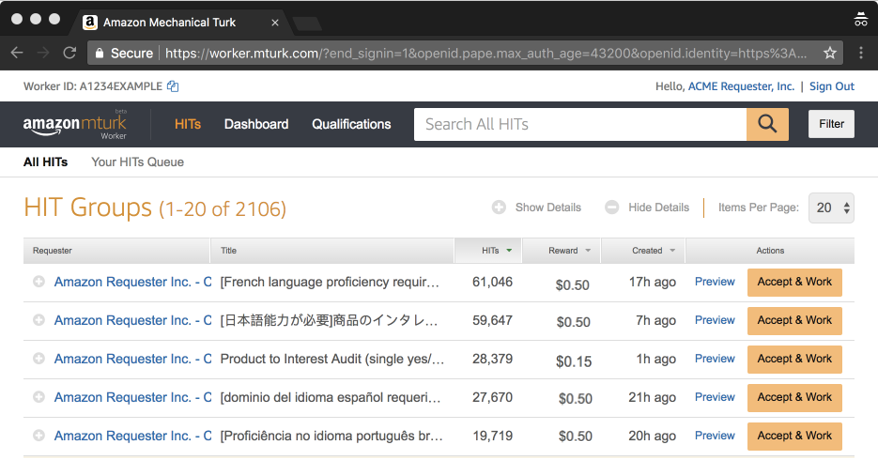 Amazon Mechanical Turk
Secure https://worker.mturk.com/?end_signin=1&openid.pape.max_auth_age=43200&openid.identity=https%3A...
Worker ID: A1234EXAMPLE Hello, ACME Requester, Inc. | Sign Out
beta
amazonmturk HITs Dashboard Qualifications Search All HITs Filter
Worker
All HITs Your HITs Queue
HIT Groups (1-20 of 2106) Show Details Hide Details Items Per Page: 20
Requester Title HITs Reward Created Actions
Amazon Requester Inc. - C [French language proficiency requir... 61,046 $0.50 17h ago Preview Accept & Work
Amazon Requester Inc. - C [日本語能力が必要]商品のインタレ... 59,647 $0.50 7h ago Preview Accept & Work
Amazon Requester Inc. - C Product to Interest Audit (single yes/... 28,379 $0.15 1h ago Preview Accept & Work
Amazon Requester Inc. - C [dominio del idioma español requeri... 27,670 $0.50 21h ago Preview Accept & Work
Amazon Requester Inc. - C [Proficiência no idioma português br... 19,719 $0.50 20h ago Preview Accept & Work